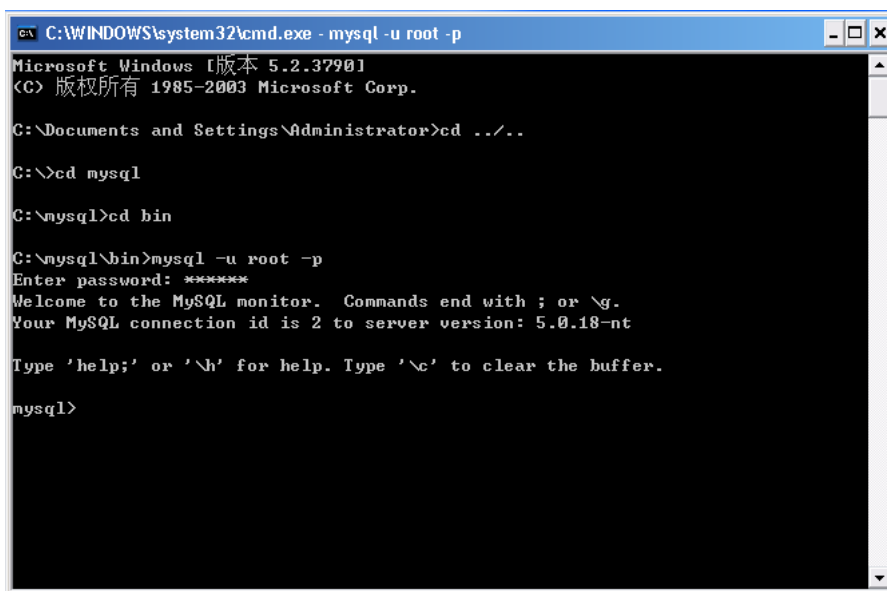 C:\WINDOWS\system32\cmd.exe - mysql -u root -p
Microsoft Windows [版本 5.2.3790]
(C) 版权所有 1985-2003 Microsoft Corp.
C:\Documents and Settings\Administrator>cd ../..
C:\>cd mysql
C:\mysql>cd bin
C:\mysql\bin>mysql -u root -p
Enter password: ******
Welcome to the MySQL monitor.  Commands end with ; or \g.
Your MySQL connection id is 2 to server version: 5.0.18-nt
Type 'help;' or '\h' for help. Type '\c' to clear the buffer.
mysql>